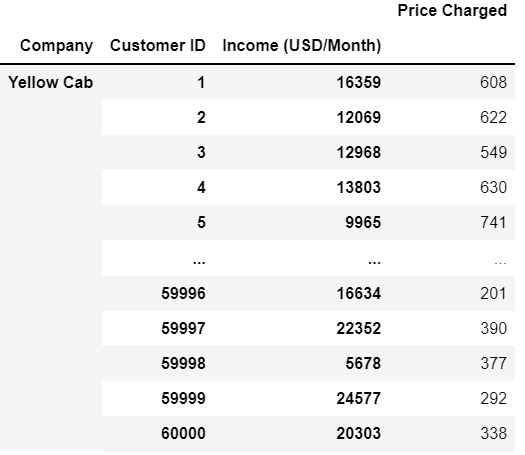 Price Charged
Company Customer ID Income (USD/Month)
Yellow Cab 1 16359 608
2 12069 622
3 12968 549
4 13803 630
5 9965 741
... ... ...
59996 16634 201
59997 22352 390
59998 5678 377
59999 24577 292
60000 20303 338